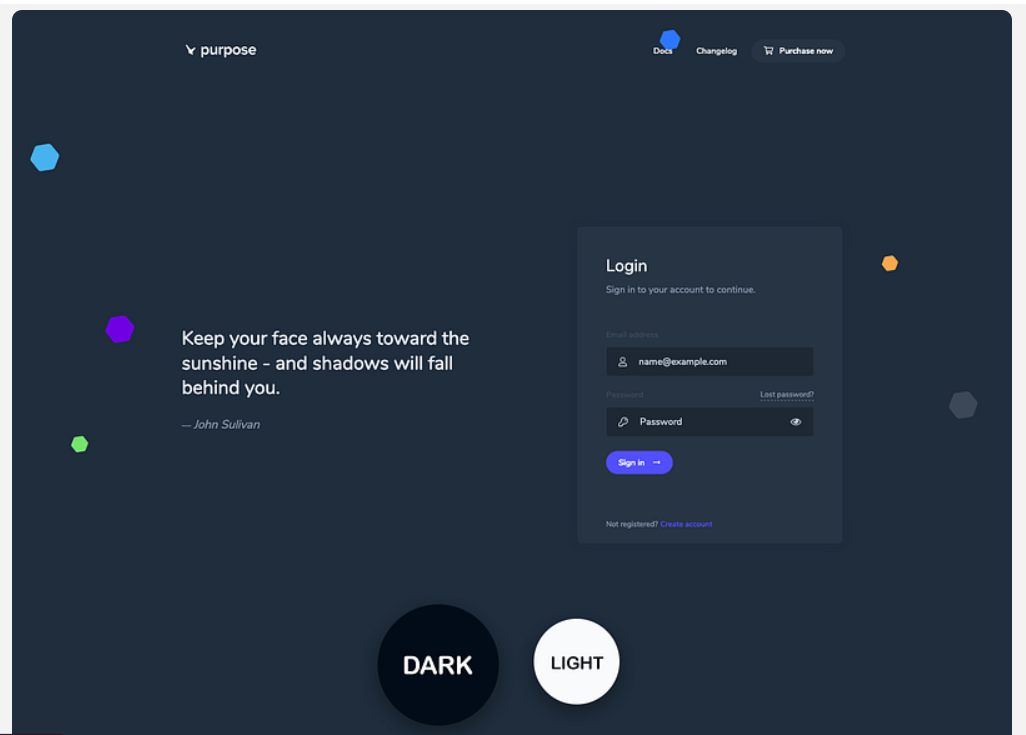 purpose
Docs
Changelog
Purchase now
Keep your face always toward the
sunshine - and shadows will fall
behind you.
— John Sulivan
Login
Sign in to your account to continue.
Email address
name@example.com
Password
Lost password?
Password
Sign in →
Not registered? Create account
DARK
LIGHT